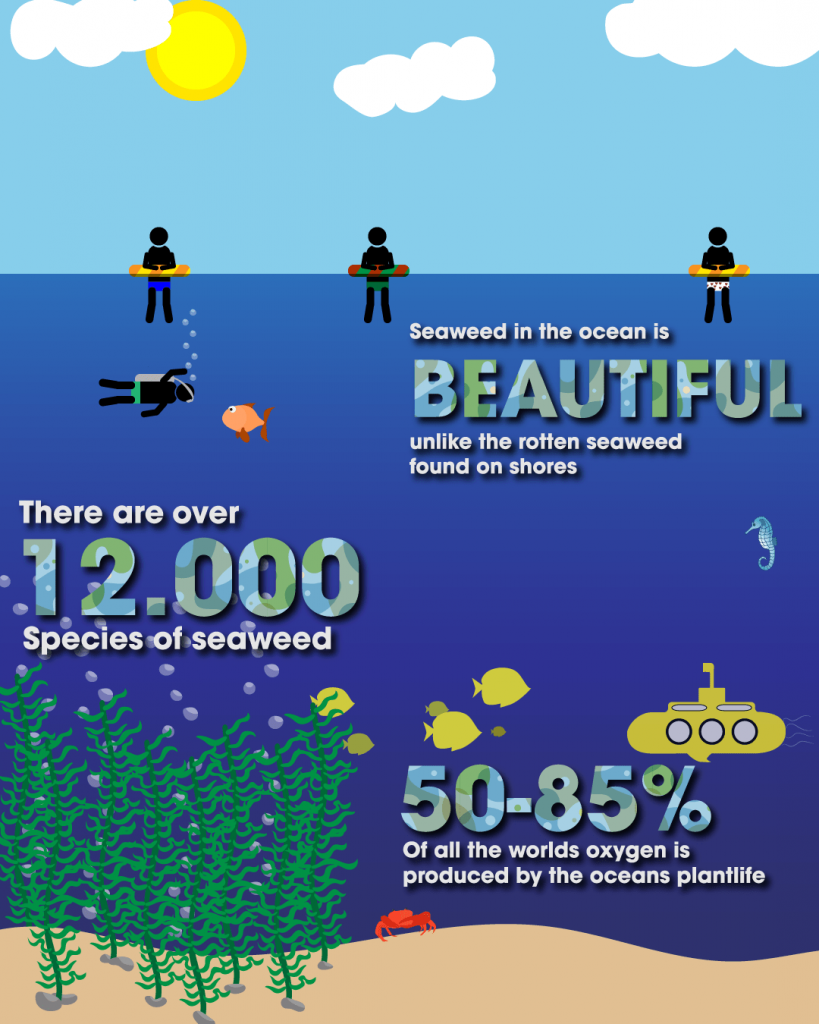 Seaweed in the ocean is
BEAUTIFUL
unlike the rotten seaweed
found on shores
There are over
12.000
Species of seaweed
50-85%
Of all the worlds oxygen is
produced by the oceans plantlife